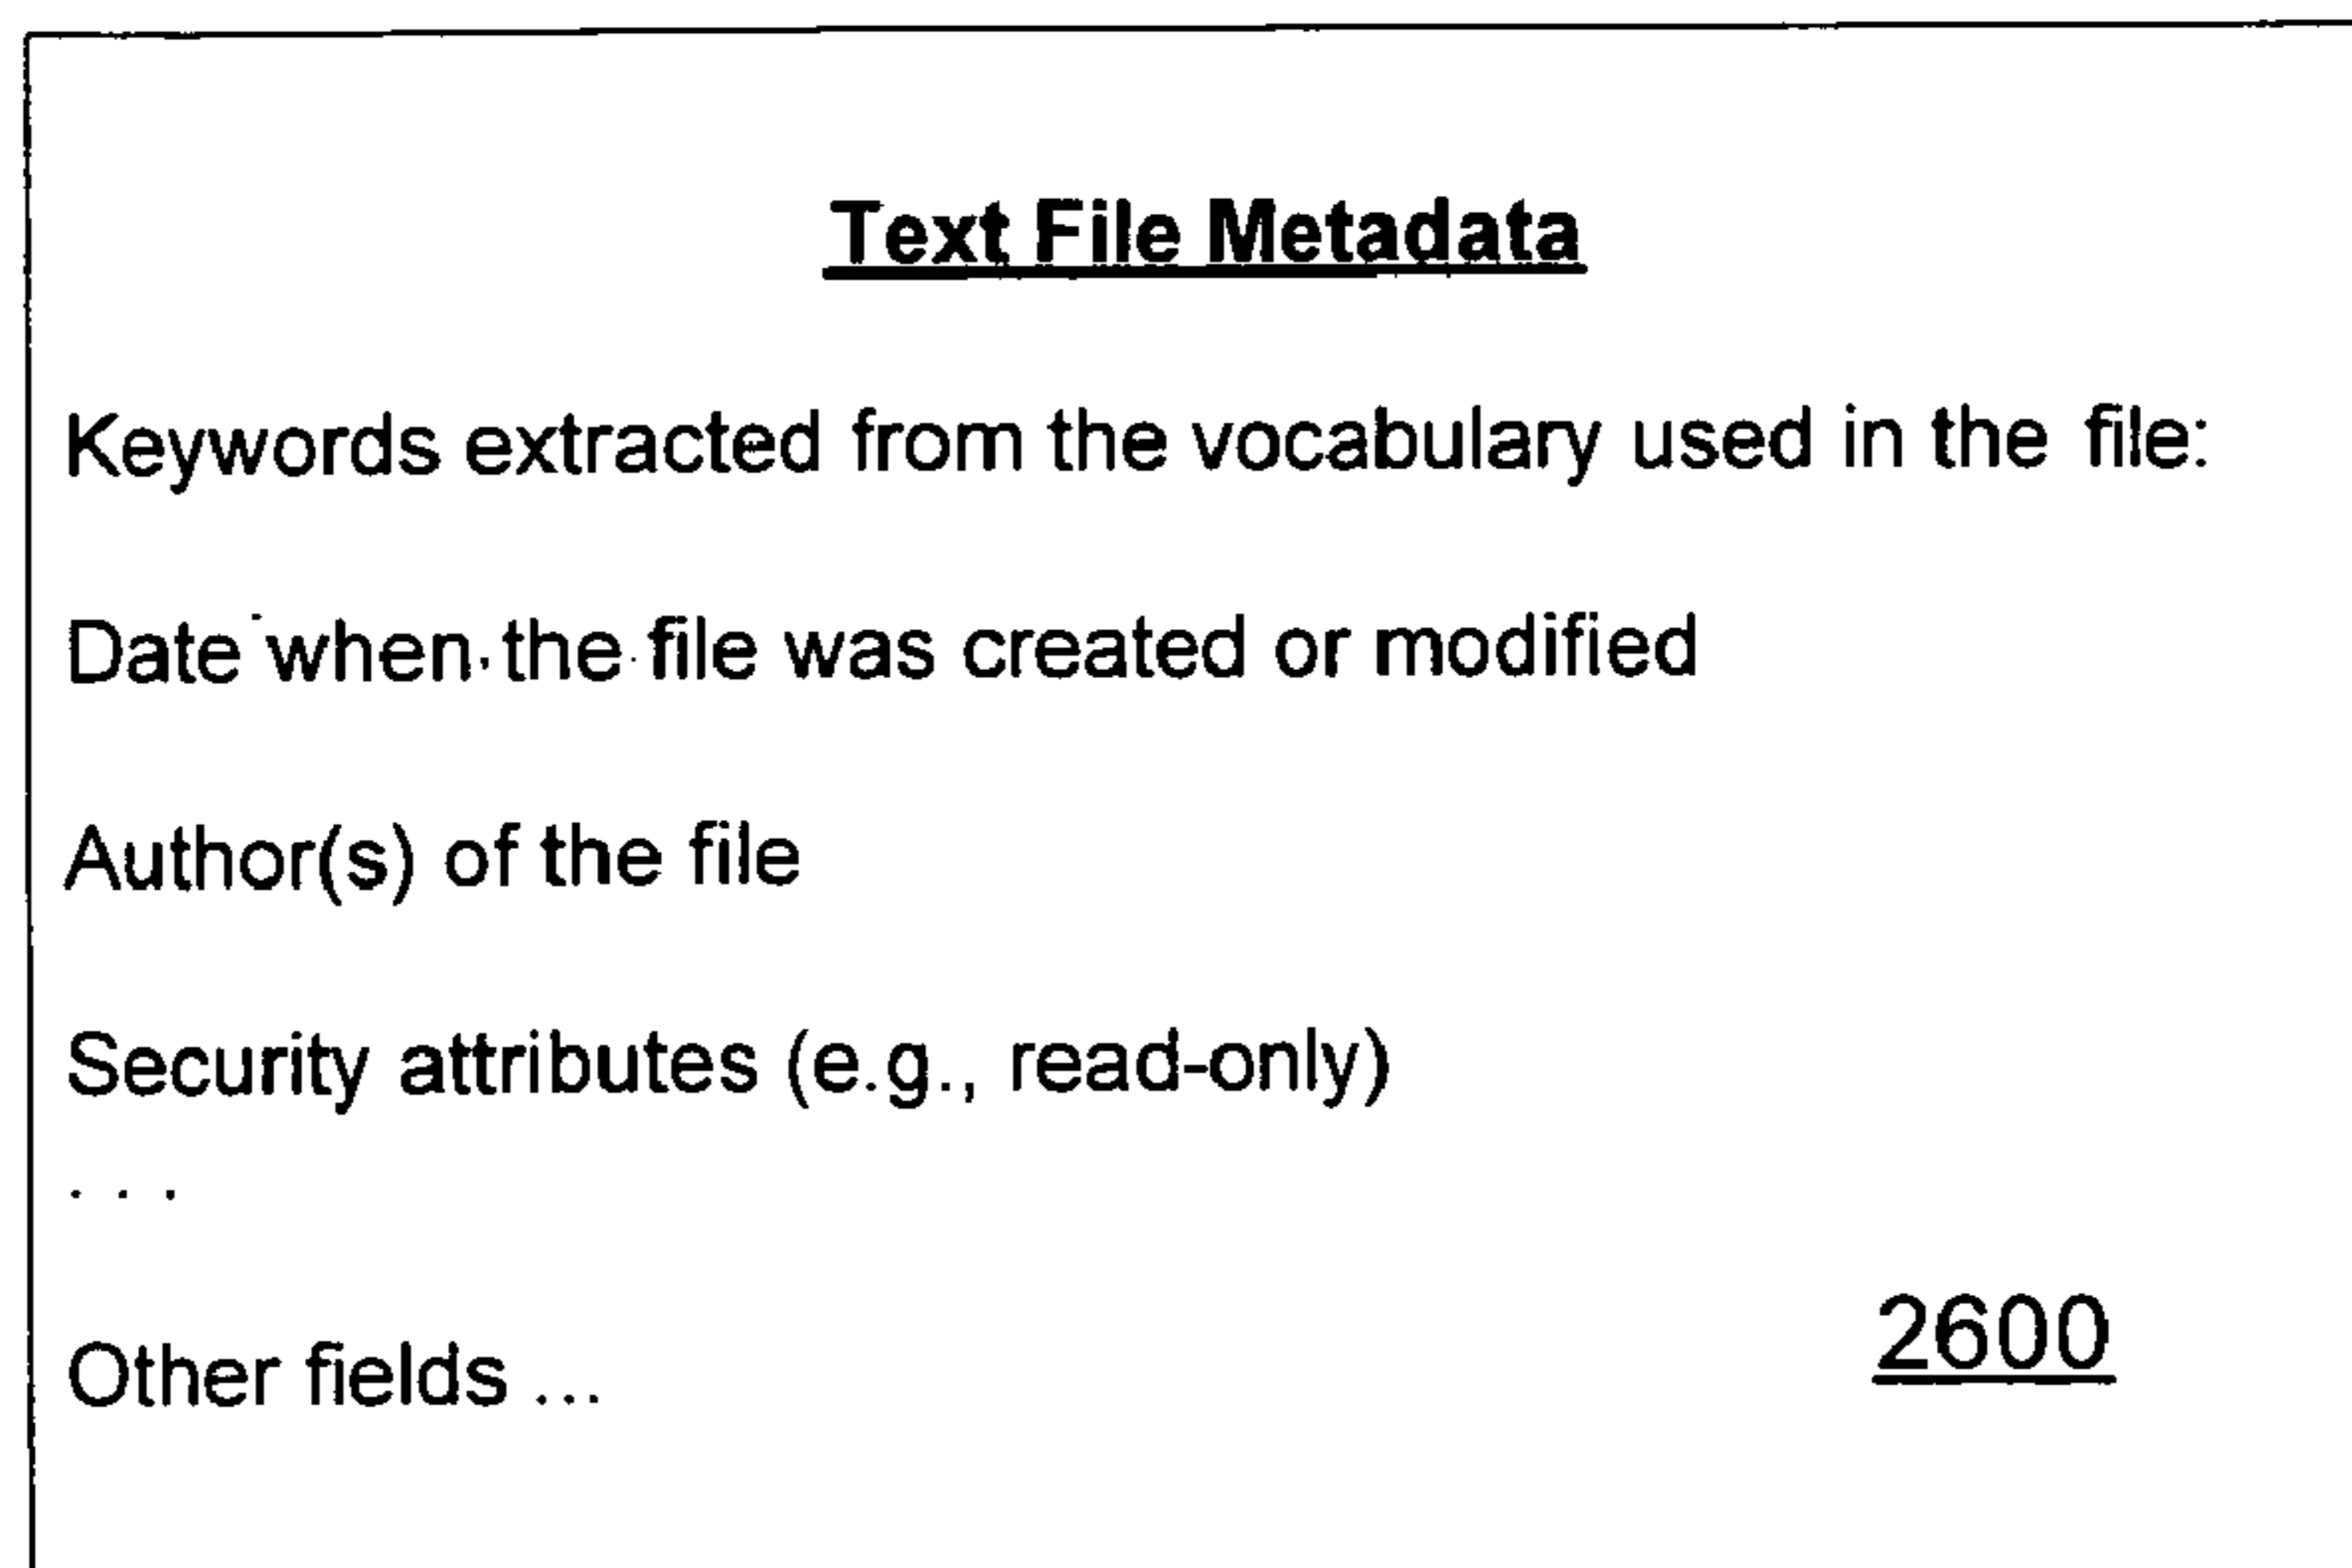 Text File Metadata
Keywords extracted from the vocabulary used in the file:
Date when the file was created or modified
Author(s) of the file
Security attributes (e.g., read-only)
. . .
2600
Other fields ...